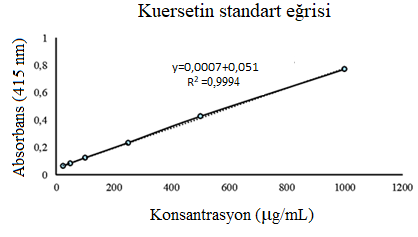 Kuersetin standart eğrisi
Absorbans (415 nm)
1
0,8
0,6
0,4
0,2
0
y=0,0007+0,051
R² =0,9994
0 200 400 600 800 1000 1200
Konsantrasyon (µg/mL)